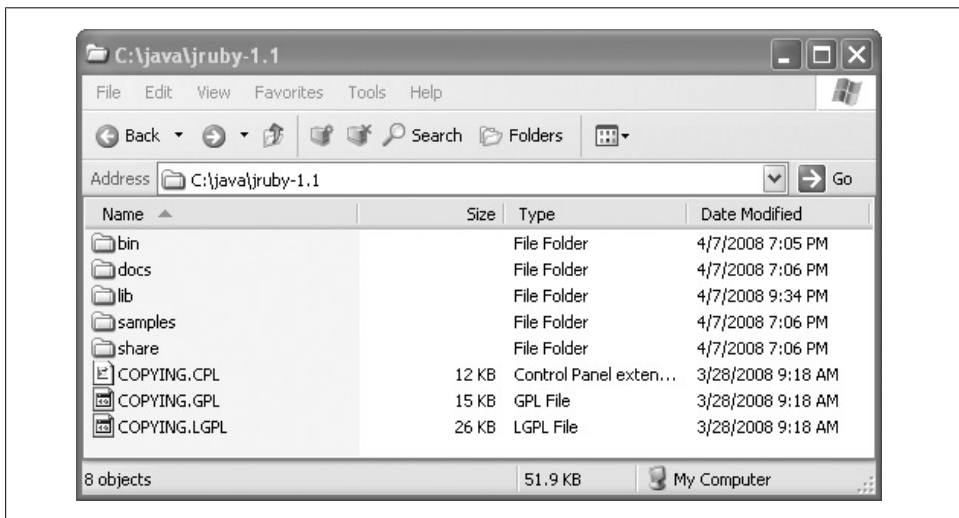 C:\java\jruby-1.1
File Edit View Favorites Tools Help
Back Search Folders
Address C:\java\jruby-1.1 Go
Name Size Type Date Modified
bin File Folder 4/7/2008 7:05 PM
docs File Folder 4/7/2008 7:06 PM
lib File Folder 4/7/2008 9:34 PM
samples File Folder 4/7/2008 7:06 PM
share File Folder 4/7/2008 7:06 PM
COPYING.CPL 12 KB Control Panel exten... 3/28/2008 9:18 AM
COPYING.GPL 15 KB GPL File 3/28/2008 9:18 AM
COPYING.LGPL 26 KB LGPL File 3/28/2008 9:18 AM
8 objects 51.9 KB My Computer